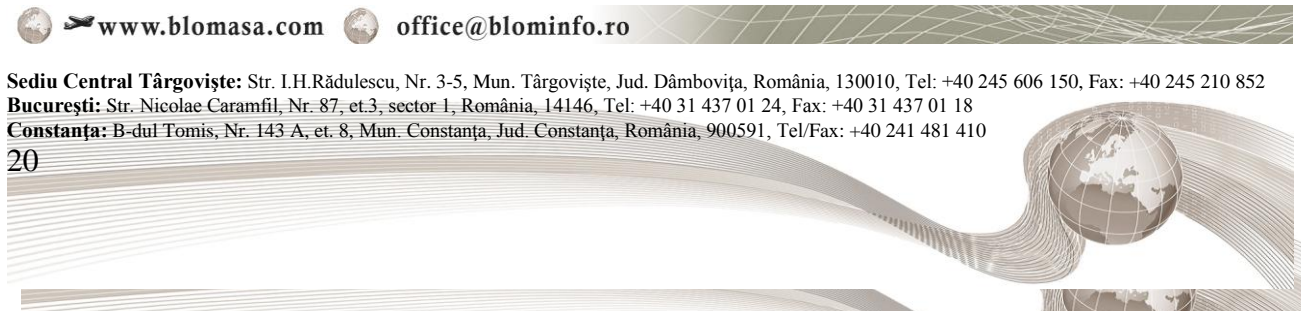 www.blomasa.com office@blominfo.ro
Sediu Central Târgovişte: Str. I.H.Rădulescu, Nr. 3-5, Mun. Târgovişte, Jud. Dâmboviţa, România, 130010, Tel: +40 245 606 150, Fax: +40 245 210 852
Bucureşti: Str. Nicolae Caramfil, Nr. 87, et.3, sector 1, România, 14146, Tel: +40 31 437 01 24, Fax: +40 31 437 01 18
Constanţa: B-dul Tomis, Nr. 143 A, et. 8, Mun. Constanţa, Jud. Constanţa, România, 900591, Tel/Fax: +40 241 481 410
20